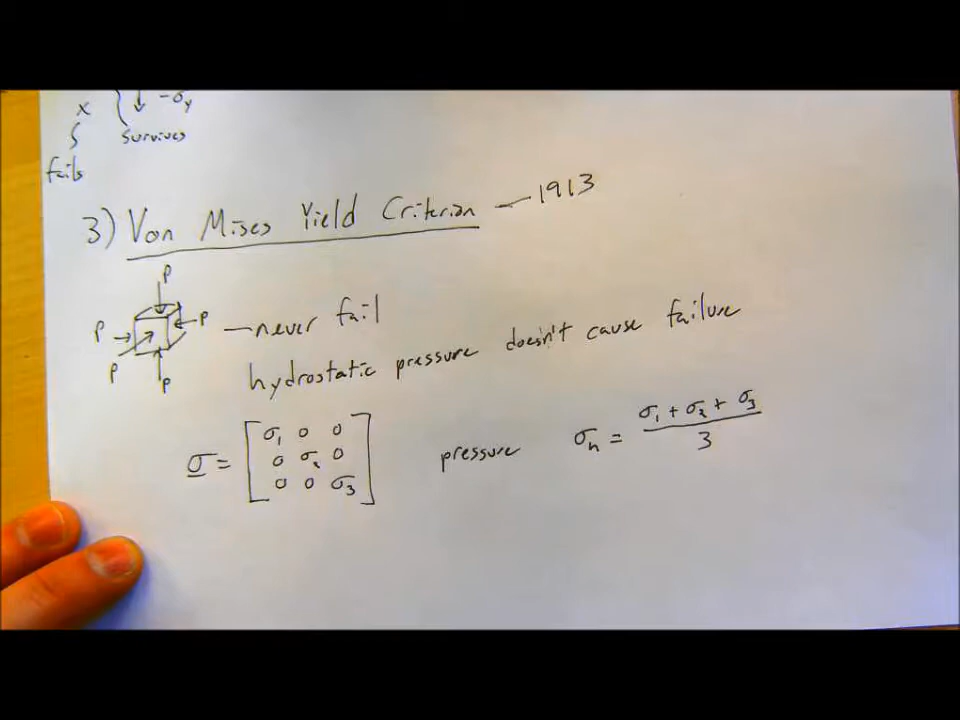 x { ↓ -σy
fails survives
3) Von Mises Yield Criterion — 1913
P
P P — never fail
P P
hydrostatic pressure doesn't cause failure
σ = [ σ1 0 0
0 σ2 0
0 0 σ3 ]
pressure σh = (σ1 + σ2 + σ3) / 3